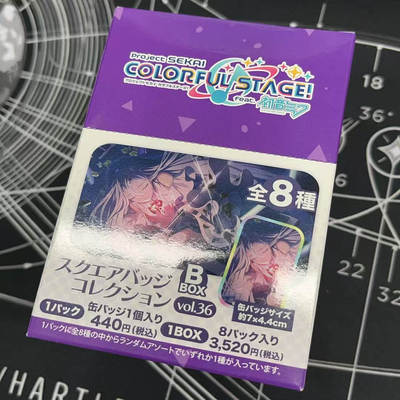 Project SEKAI
COLORFUL STAGE!
feat. 初音ミク
全8種
スクエアバッジ
コレクション
B
BOX
vol.36
缶バッジサイズ
約7×4.4cm
1パック
缶バッジ1個入り
440円(税込)
1BOX
8パック入り
3,520円(税込)
1パックに全8種の中からランダムアソートでいずれか1種が入っています。
18
36
22
32